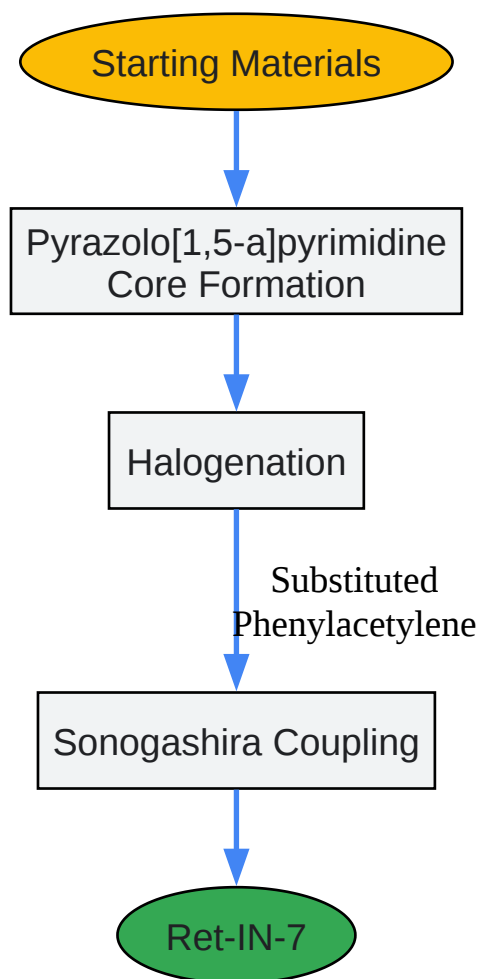 Starting Materials
Pyrazolo[1,5-a]pyrimidine
Core Formation
Halogenation
Substituted
Phenylacetylene
Sonogashira Coupling
Ret-IN-7